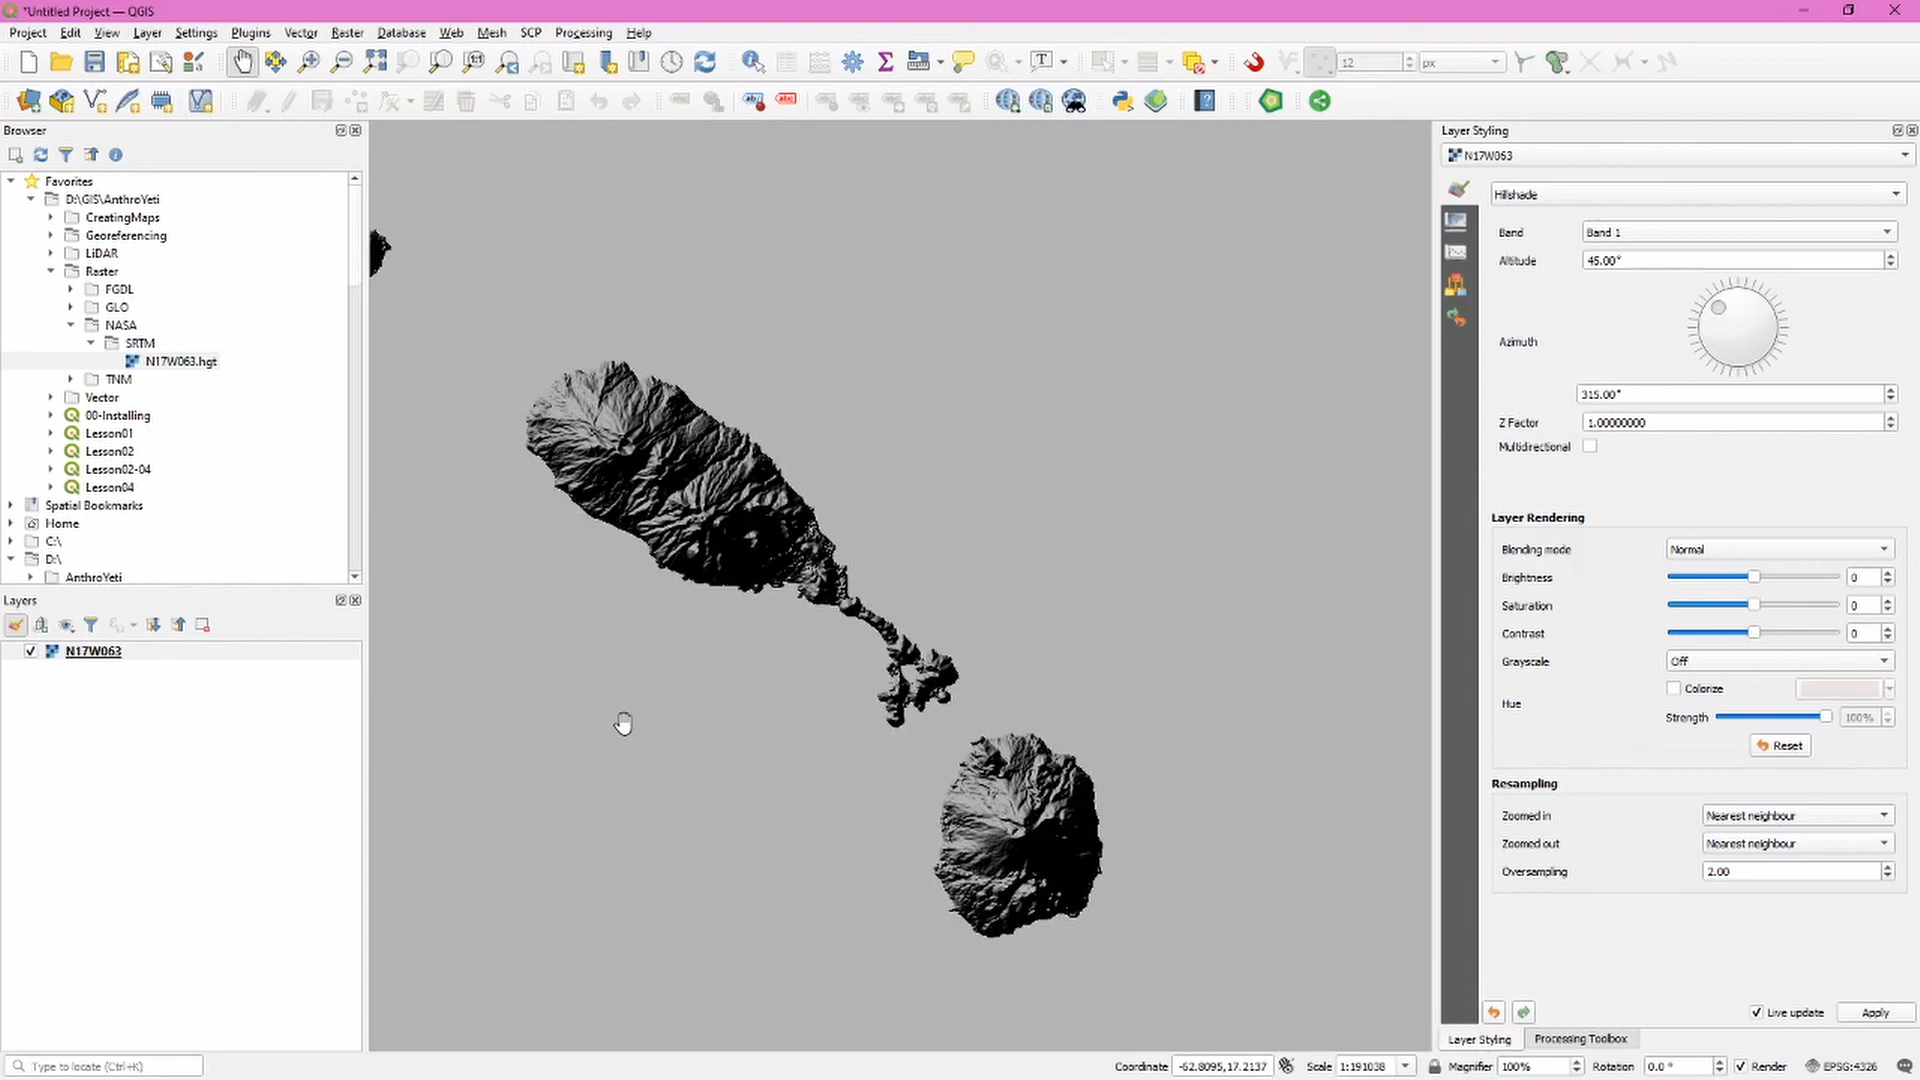 *Untitled Project — QGIS
Project Edit View Layer Settings Plugins Vector Raster Database Web Mesh SCP Processing Help
12 px
Browser
Favorites
D:\GIS\AnthroYeti
CreatingMaps
Georeferencing
LiDAR
Raster
FGDL
GLO
NASA
SRTM
N17W063.hgt
TNM
Vector
00-Installing
Lesson01
Lesson02
Lesson02-04
Lesson04
Spatial Bookmarks
Home
C:\
D:\
AnthroYeti
Layers
N17W063
Layer Styling
N17W063
Hillshade
Band Band 1
Altitude 45.00°
Azimuth
315.00°
Z Factor 1.00000000
Multidirectional
Layer Rendering
Blending mode Normal
Brightness 0
Saturation 0
Contrast 0
Grayscale Off
Hue Colorize
Strength 100%
Reset
Resampling
Zoomed in Nearest neighbour
Zoomed out Nearest neighbour
Oversampling 2.00
Live update Apply
Layer Styling Processing Toolbox
Type to locate (Ctrl+K) Coordinate -62.8095,17.2137 Scale 1:191038 Magnifier 100% Rotation 0.0 ° Render EPSG:4326